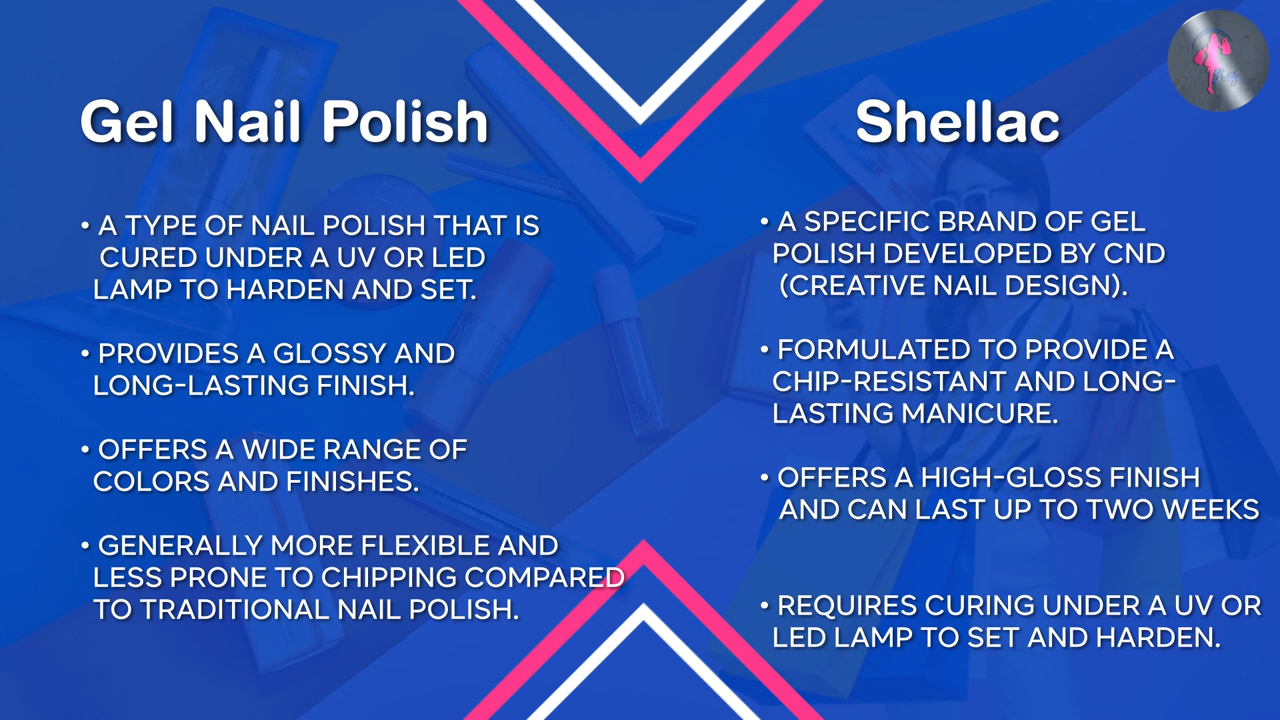 Gel Nail Polish
• A TYPE OF NAIL POLISH THAT IS
CURED UNDER A UV OR LED
LAMP TO HARDEN AND SET.
• PROVIDES A GLOSSY AND
LONG-LASTING FINISH.
• OFFERS A WIDE RANGE OF
COLORS AND FINISHES.
• GENERALLY MORE FLEXIBLE AND
LESS PRONE TO CHIPPING COMPARED
TO TRADITIONAL NAIL POLISH.
Shellac
• A SPECIFIC BRAND OF GEL
POLISH DEVELOPED BY CND
(CREATIVE NAIL DESIGN).
• FORMULATED TO PROVIDE A
CHIP-RESISTANT AND LONG-
LASTING MANICURE.
• OFFERS A HIGH-GLOSS FINISH
AND CAN LAST UP TO TWO WEEKS
• REQUIRES CURING UNDER A UV OR
LED LAMP TO SET AND HARDEN.